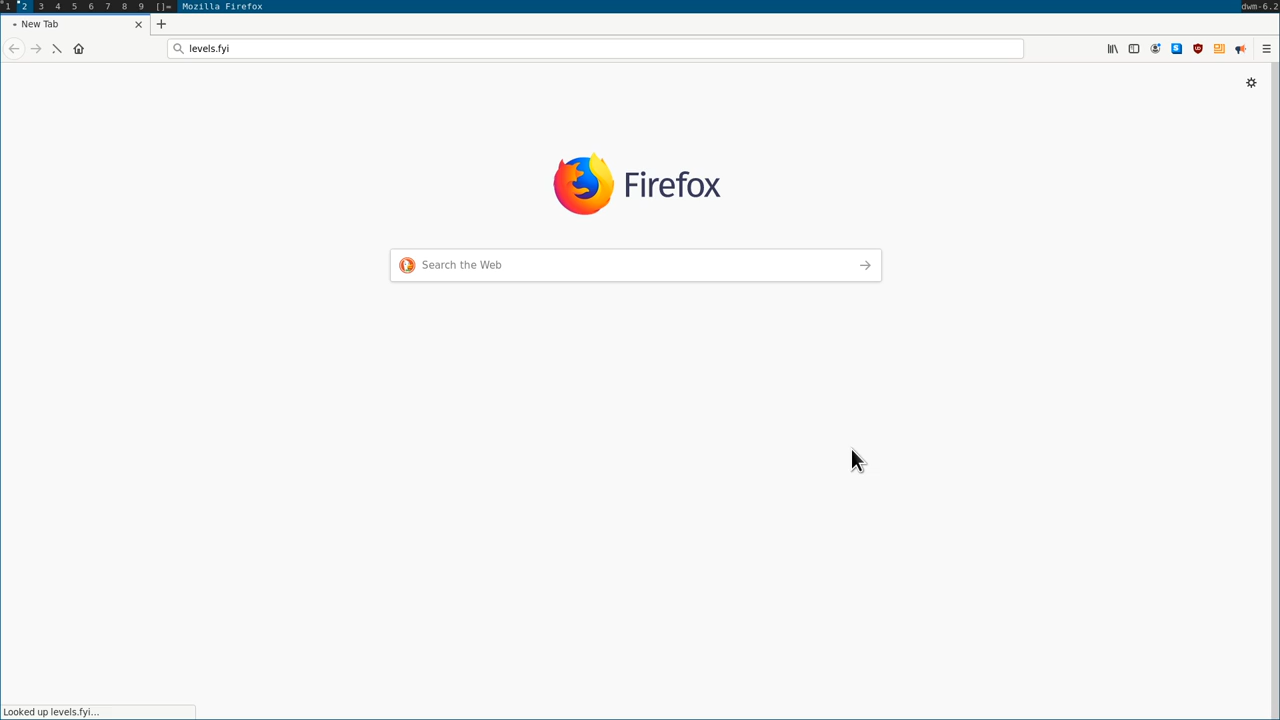 1 2 3 4 5 6 7 8 9 []= Mozilla Firefox dwm-6.2
New Tab
levels.fyi
Firefox
Search the Web
Looked up levels.fyi...